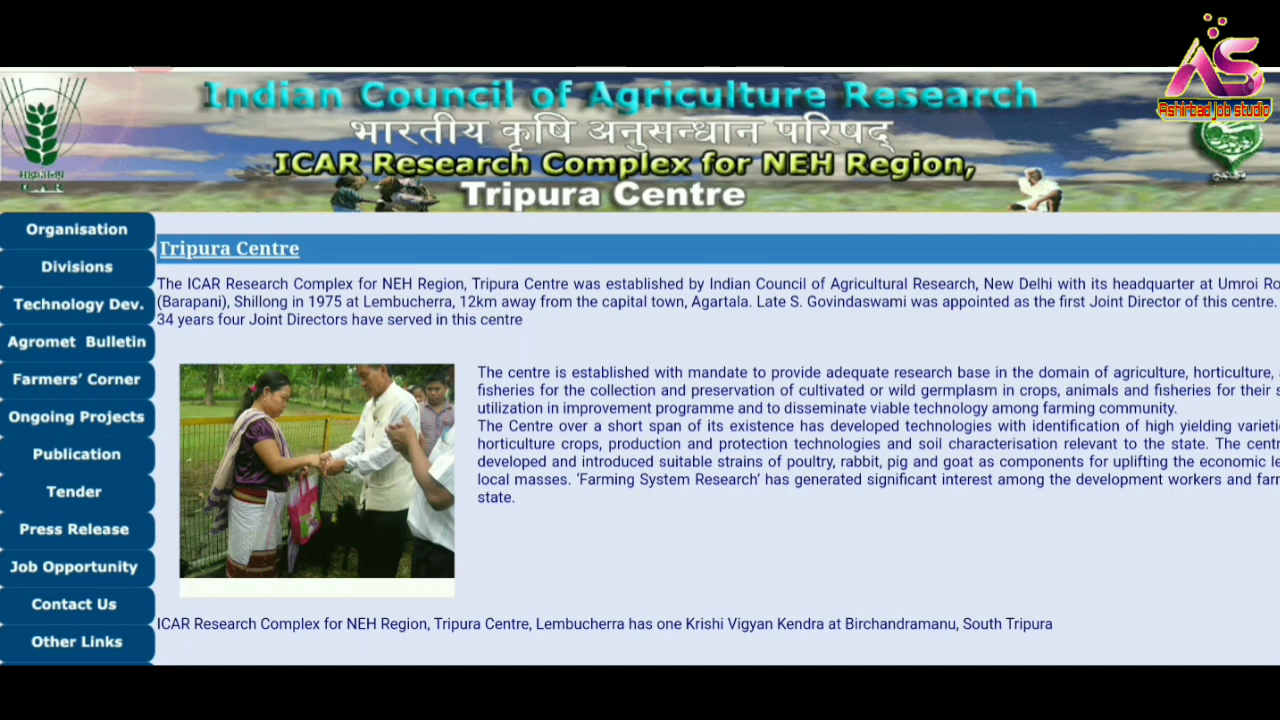 Indian Council of Agriculture Research
भारतीय कृषि अनुसन्धान परिषद्
ICAR Research Complex for NEH Region,
Tripura Centre
Ashirbad job studio
I C A R
Organisation
Divisions
Technology Dev.
Agromet Bulletin
Farmers’ Corner
Ongoing Projects
Publication
Tender
Press Release
Job Opportunity
Contact Us
Other Links
Tripura Centre
The ICAR Research Complex for NEH Region, Tripura Centre was established by Indian Council of Agricultural Research, New Delhi with its headquarter at Umroi
(Barapani), Shillong in 1975 at Lembucherra, 12km away from the capital town, Agartala. Late S. Govindaswami was appointed as the first Joint Director of this centre.
34 years four Joint Directors have served in this centre
The centre is established with mandate to provide adequate research base in the domain of agriculture, horticulture,
fisheries for the collection and preservation of cultivated or wild germplasm in crops, animals and fisheries for their
utilization in improvement programme and to disseminate viable technology among farming community.
The Centre over a short span of its existence has developed technologies with identification of high yielding
horticulture crops, production and protection technologies and soil characterisation relevant to the state. The
developed and introduced suitable strains of poultry, rabbit, pig and goat as components for uplifting the economic
local masses. ‘Farming System Research’ has generated significant interest among the development workers and
state.
ICAR Research Complex for NEH Region, Tripura Centre, Lembucherra has one Krishi Vigyan Kendra at Birchandramanu, South Tripura